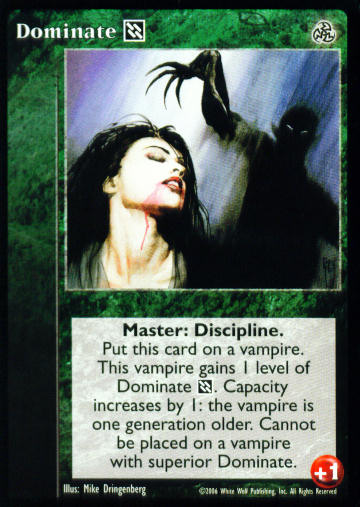 Dominate
Master: Discipline.
Put this card on a vampire.
This vampire gains 1 level of
Dominate . Capacity
increases by 1: the vampire is
one generation older. Cannot
be placed on a vampire
with superior Dominate.
+1
Illus: Mike Dringenberg
©2006 White Wolf Publishing, Inc. All Rights Reserved